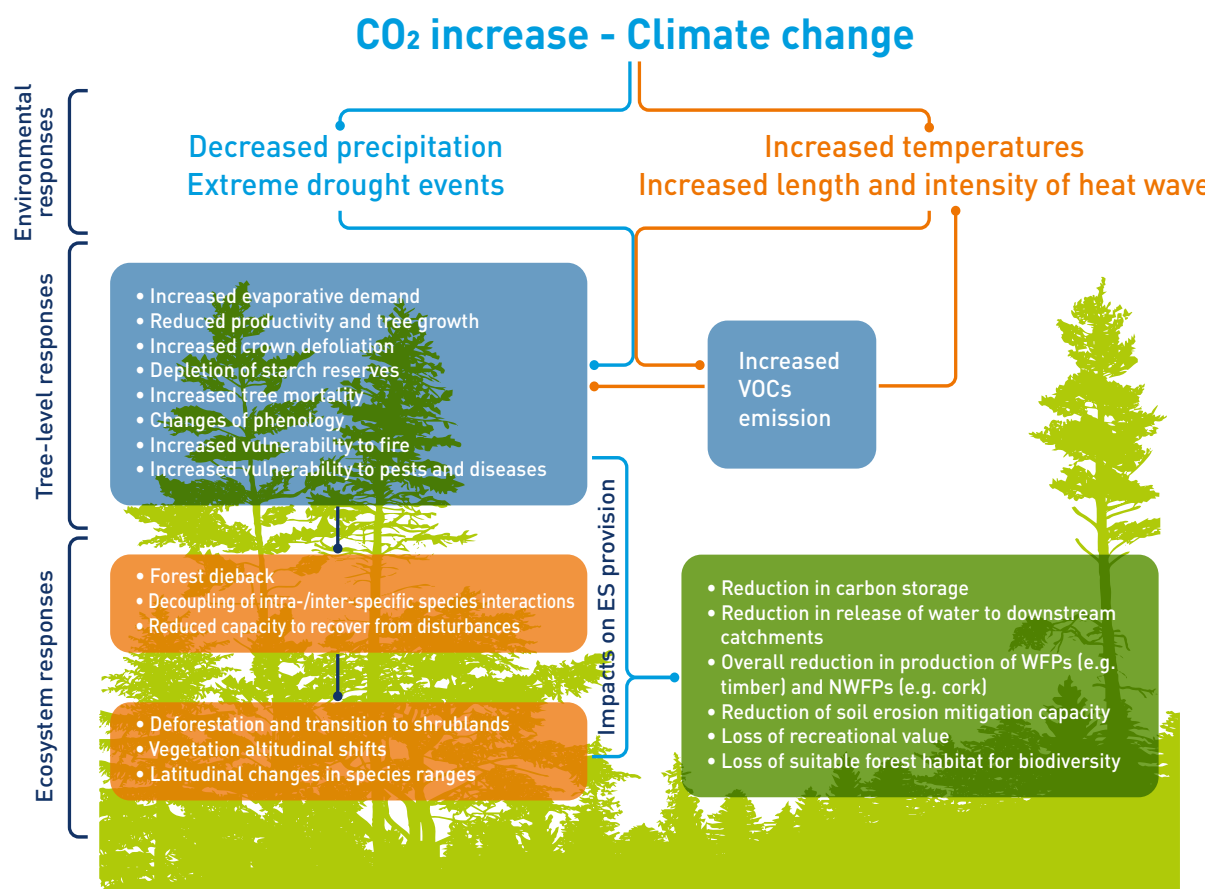 CO₂ increase - Climate change
Environmental
responses
Decreased precipitation
Extreme drought events
Increased temperatures
Increased length and intensity of heat wave
Tree-level responses
• Increased evaporative demand
• Reduced productivity and tree growth
• Increased crown defoliation
• Depletion of starch reserves
• Increased tree mortality
• Changes of phenology
• Increased vulnerability to fire
• Increased vulnerability to pests and diseases
Increased
VOCs
emission
Impacts on ES provision
Ecosystem responses
• Forest dieback
• Decoupling of intra-/inter-specific species interactions
• Reduced capacity to recover from disturbances
• Deforestation and transition to shrublands
• Vegetation altitudinal shifts
• Latitudinal changes in species ranges
• Reduction in carbon storage
• Reduction in release of water to downstream
catchments
• Overall reduction in production of WFPs (e.g.
timber) and NWFPs (e.g. cork)
• Reduction of soil erosion mitigation capacity
• Loss of recreational value
• Loss of suitable forest habitat for biodiversity